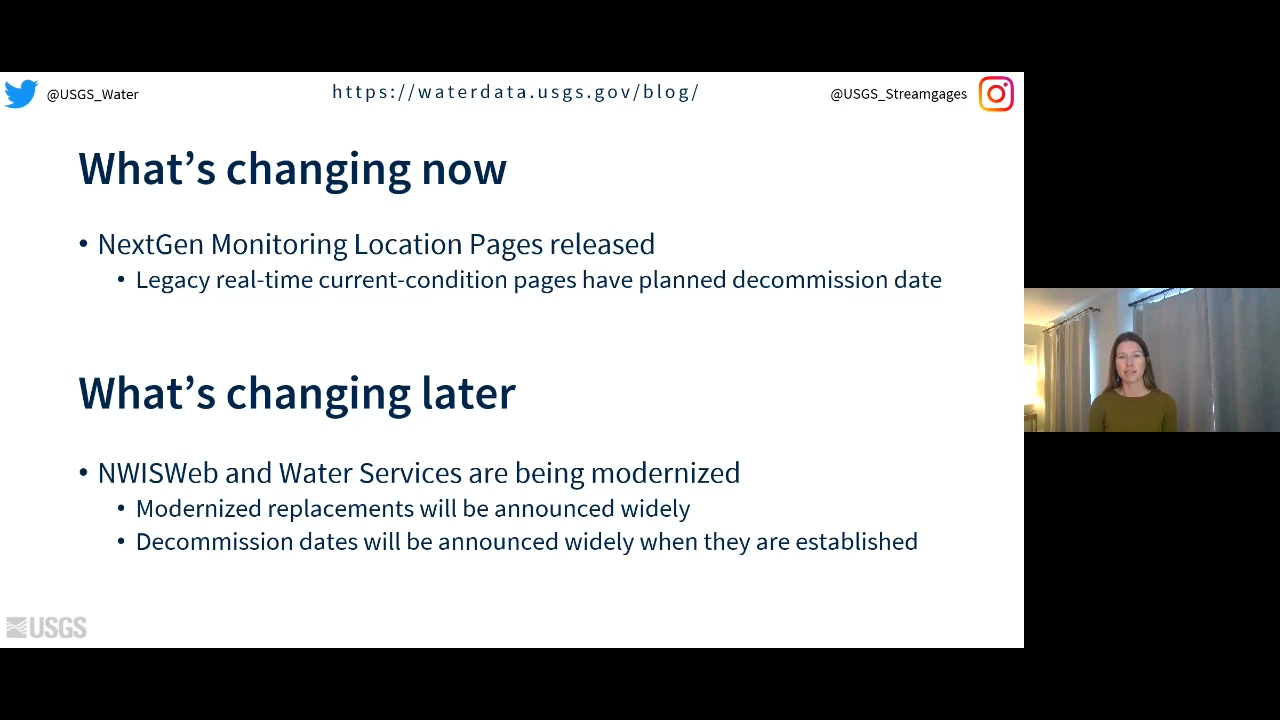 @USGS_Water
https://waterdata.usgs.gov/blog/
@USGS_Streamgages
What’s changing now
• NextGen Monitoring Location Pages released
• Legacy real-time current-condition pages have planned decommission date
What’s changing later
• NWISWeb and Water Services are being modernized
• Modernized replacements will be announced widely
• Decommission dates will be announced widely when they are established
USGS